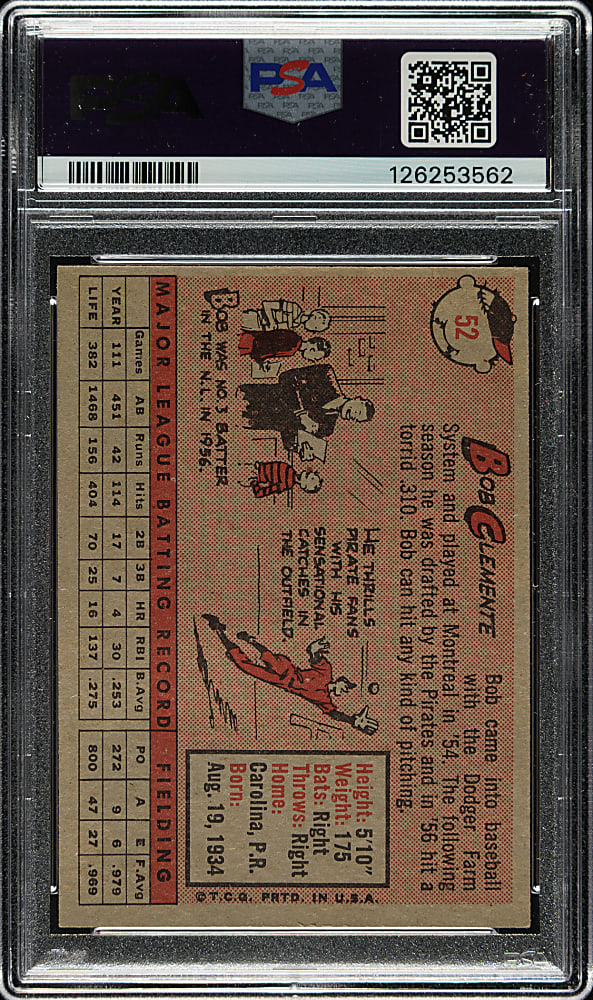 PSA
PSA
126253562
52
BOB CLEMENTE Bob came into baseball
with the Dodger Farm
System and played at Montreal in '54. The following
season he was drafted by the Pirates and in '56 hit a
torrid .310. Bob can hit any kind of pitching.
BOB WAS NO.3 BATTER
IN THE N.L. IN 1956.
HE THRILLS
PIRATE FANS
WITH HIS
SENSATIONAL
CATCHES IN
THE OUTFIELD.
Height: 5'10"
Weight: 175
Bats: Right
Throws: Right
Home:
Carolina, P.R.
Born:
Aug. 19, 1934
© T.C.G. PRTD. IN U.S.A.
MAJOR LEAGUE BATTING RECORD FIELDING
Games AB Runs Hits 2B 3B HR RBI B.Avg PO A E F.Avg
YEAR 111 451 42 114 17 7 4 30 .253 272 9 6 .979
LIFE 382 1468 156 404 70 25 16 137 .275 800 47 27 .969
PSA